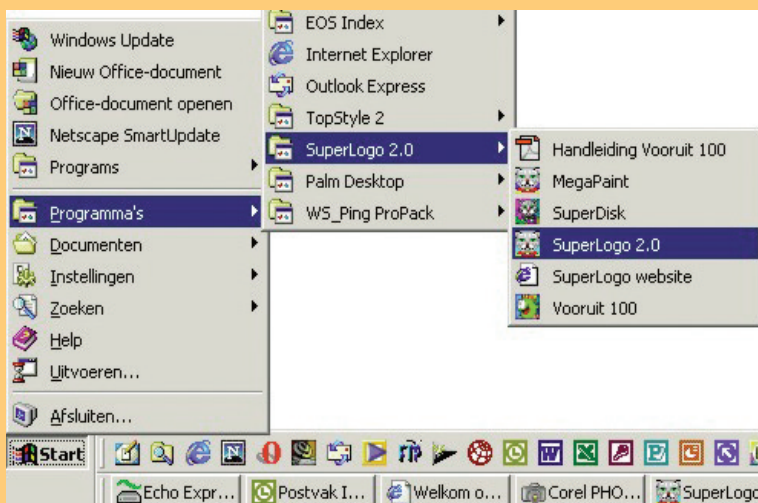 Windows Update
Nieuw Office-document
Office-document openen
Netscape SmartUpdate
Programs
Programma's
Documenten
Instellingen
Zoeken
Help
Uitvoeren...
Afsluiten...
EOS Index
Internet Explorer
Outlook Express
TopStyle 2
SuperLogo 2.0
Palm Desktop
WS_Ping ProPack
Handleiding Vooruit 100
MegaPaint
SuperDisk
SuperLogo 2.0
SuperLogo website
Vooruit 100
Start
Echo Expr...
Postvak I...
Welkom o...
Corel PHO...
SuperLogo